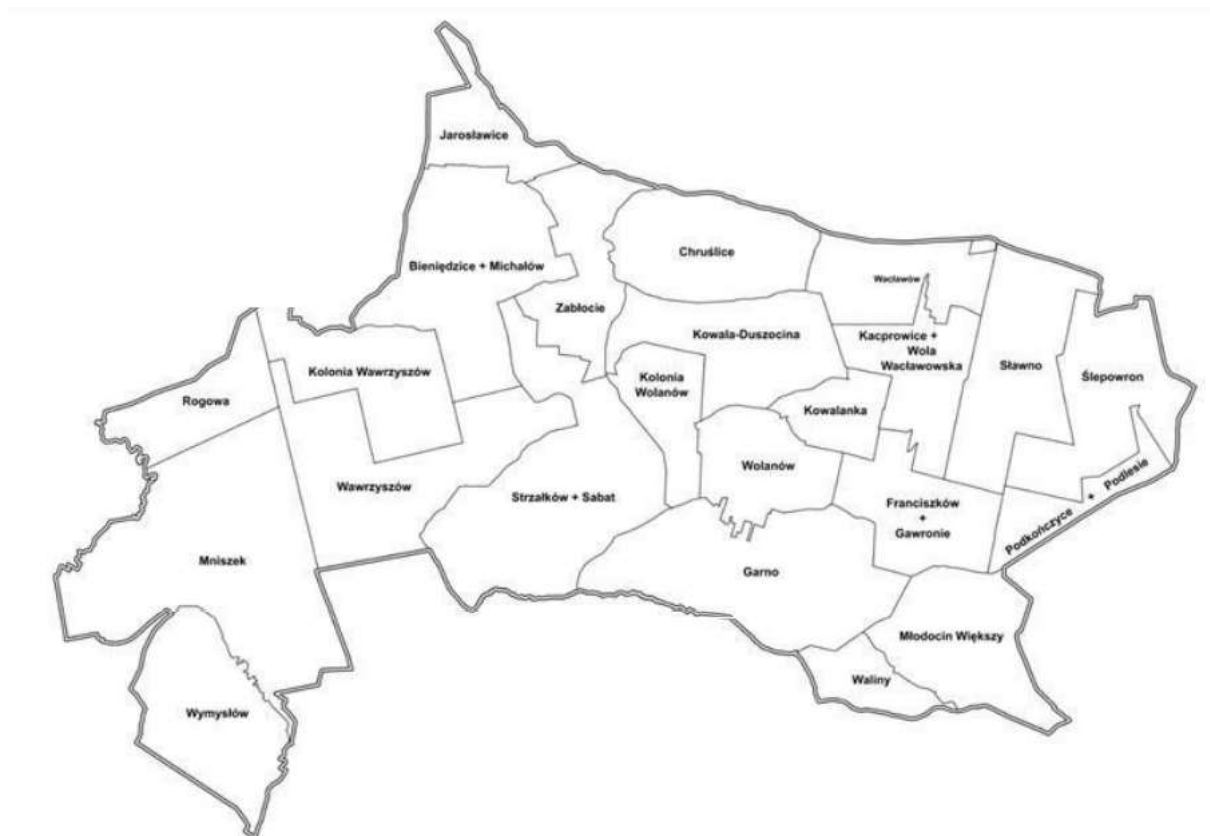 Jarosławice
Chruślice
Bieniędzice + Michałów
Wacławów
Zabłocie
Kowala-Duszocina
Kacprowice +
Wola
Wacławowska
Sławno
Ślepowron
Kolonia Wawrzyszów
Kolonia
Wolanów
Rogowa
Kowalanka
Wolanów
Wawrzyszów
Strzałków + Sabat
Franciszków
+
Gawronie
Podkończyce + Podlesie
Mniszek
Garno
Młodocin Większy
Waliny
Wymysłów